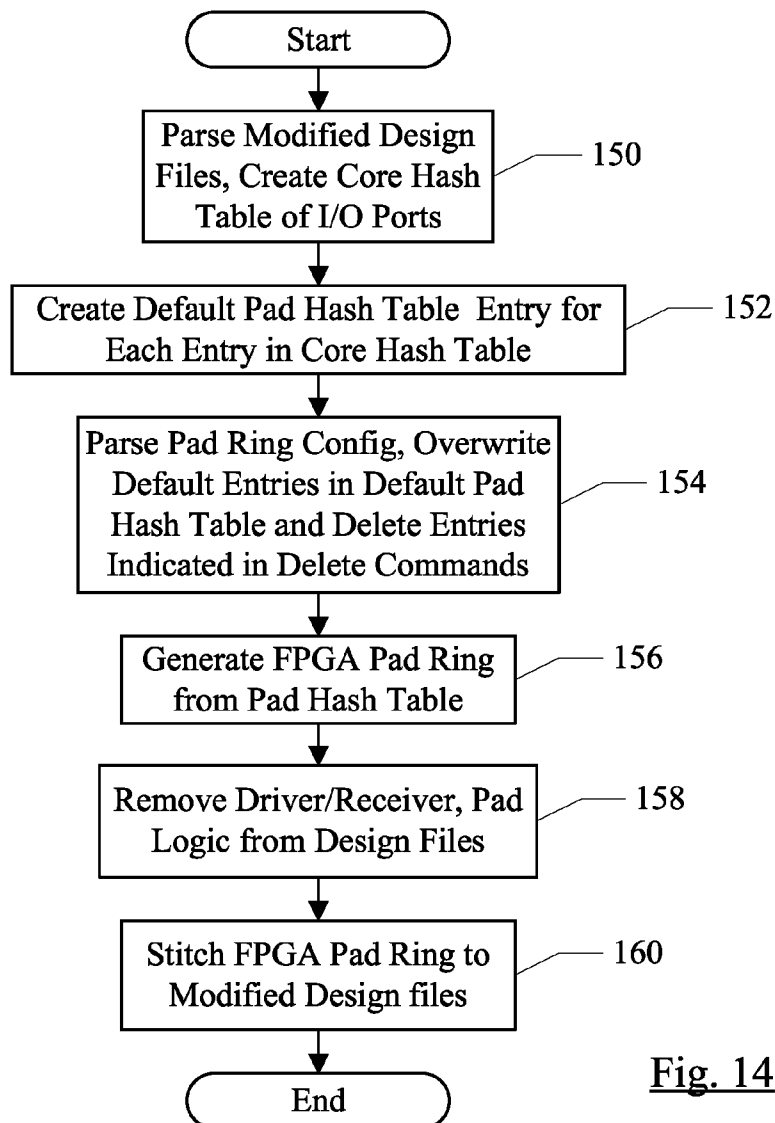 Start
Parse Modified Design
Files, Create Core Hash
Table of I/O Ports
150
Create Default Pad Hash Table Entry for
Each Entry in Core Hash Table
152
Parse Pad Ring Config, Overwrite
Default Entries in Default Pad
Hash Table and Delete Entries
Indicated in Delete Commands
154
Generate FPGA Pad Ring
from Pad Hash Table
156
Remove Driver/Receiver, Pad
Logic from Design Files
158
Stitch FPGA Pad Ring to
Modified Design files
160
End
Fig. 14